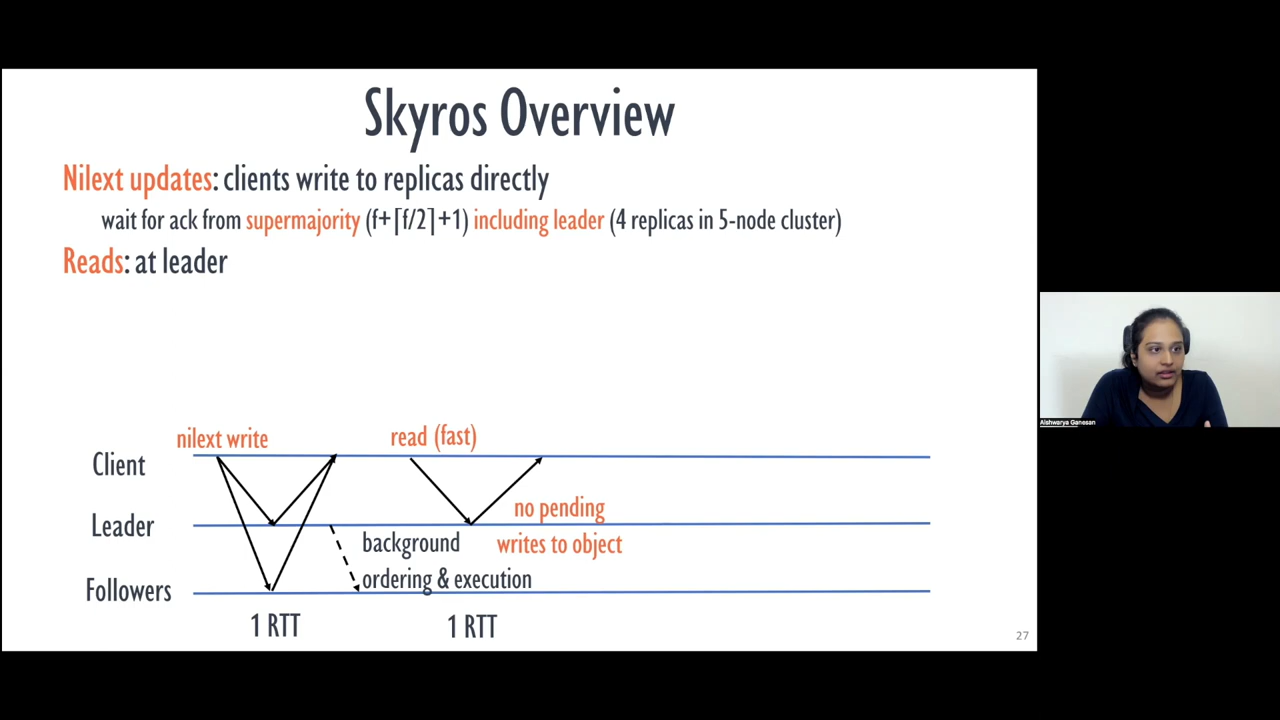 Skyros Overview
Nilext updates: clients write to replicas directly
wait for ack from supermajority (f+⌈f/2⌉+1) including leader (4 replicas in 5-node cluster)
Reads: at leader
nilext write
read (fast)
Client
no pending
Leader
background
writes to object
ordering & execution
Followers
1 RTT
1 RTT
27
Aishwarya Ganesan